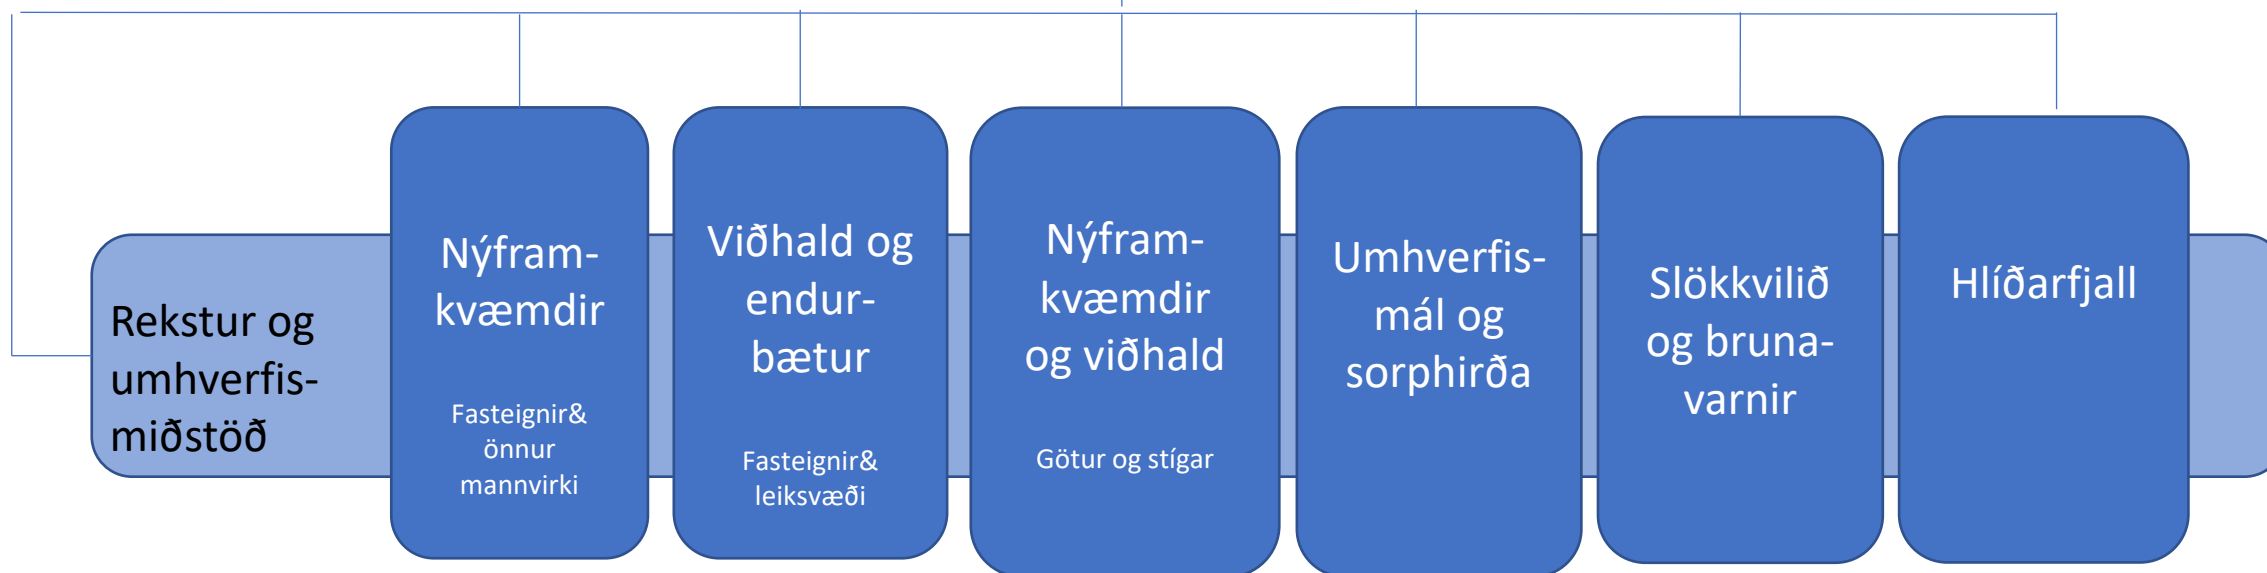 Rekstur og
umhverfis-
miðstöð
Nýfram-
kvæmdir
Fasteignir&
önnur
mannvirki
Viðhald og
endur-
bætur
Fasteignir&
leiksvæði
Nýfram-
kvæmdir
og viðhald
Götur og stígar
Umhverfis-
mál og
sorphirða
Slökkvilið
og bruna-
varnir
Hlíðarfjall